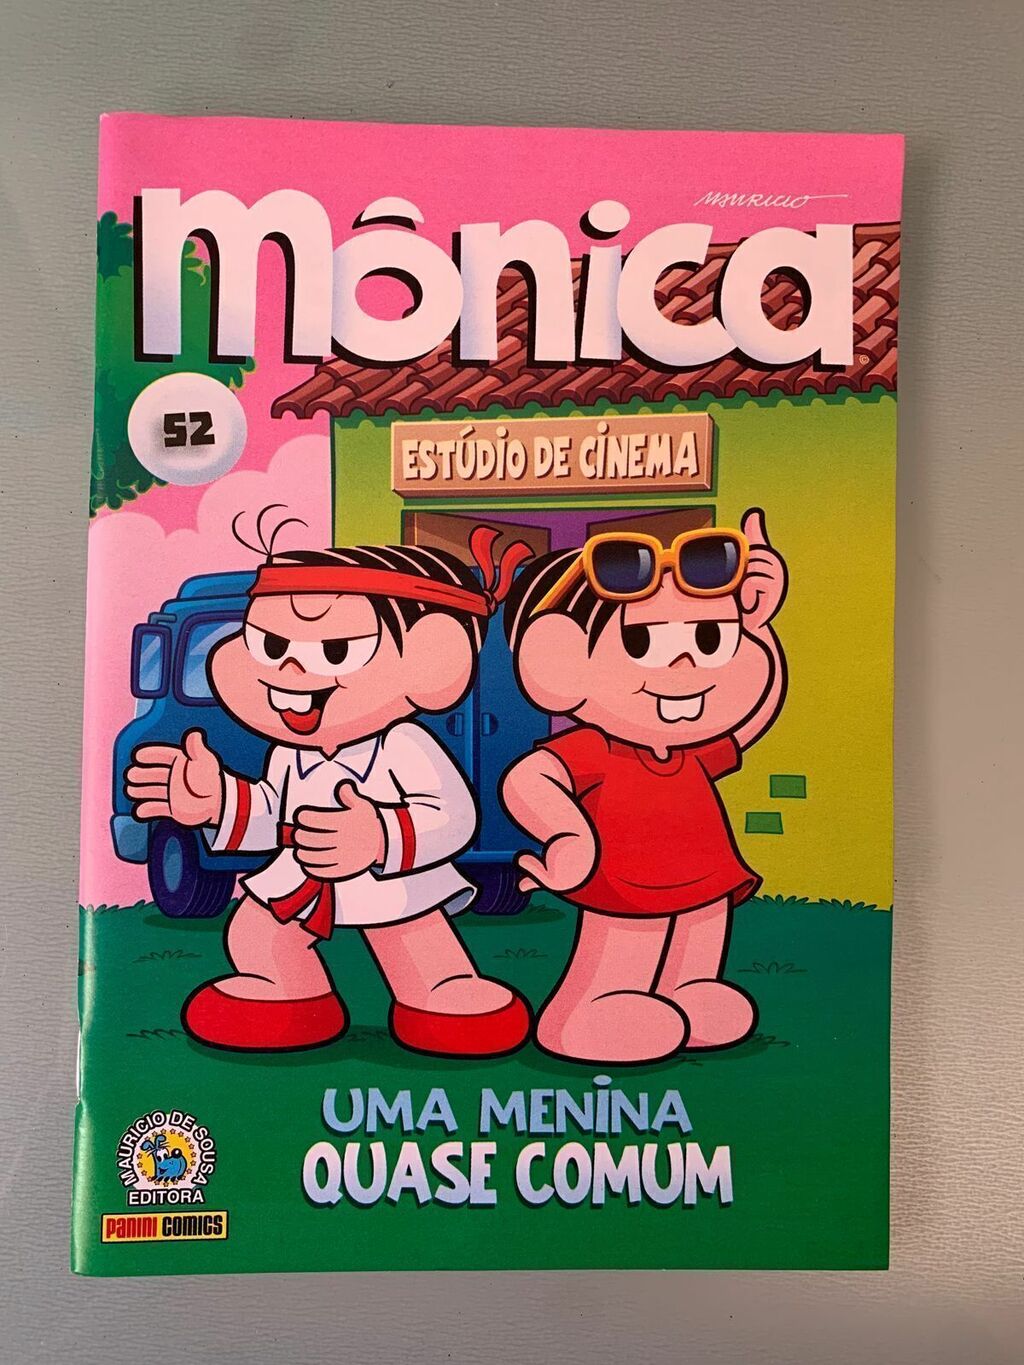 MAURICIO
mônica
©
52
ESTÚDIO DE CINEMA
UMA MENINA
QUASE COMUM
MAURICIO DE SOUSA
EDITORA
PANINI COMICS